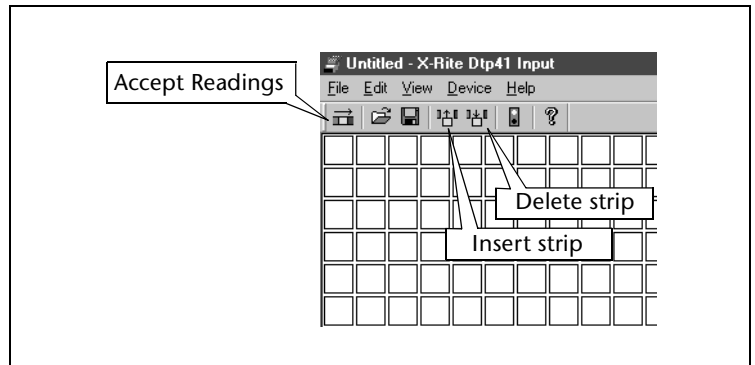 Untitled - X-Rite Dtp41 Input
Accept Readings
File Edit View Device Help
?
Delete strip
Insert strip